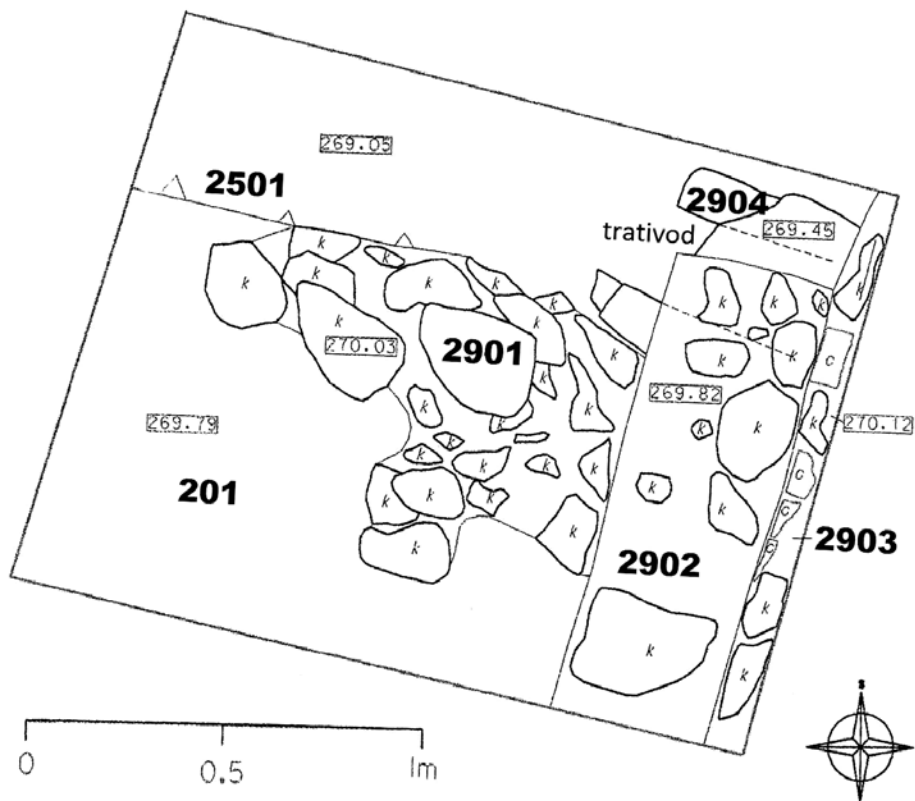 269.05
2501
2904
269.45
trativod
k
k
k k k k k k k k
k k k
270.03 2901 k k k c
k 269.82
k k
269.79 k k k k 270.12
k k k k k c
201 k k k k k c
k k c 2903
2902
k
k k
s
0 0.5 1m